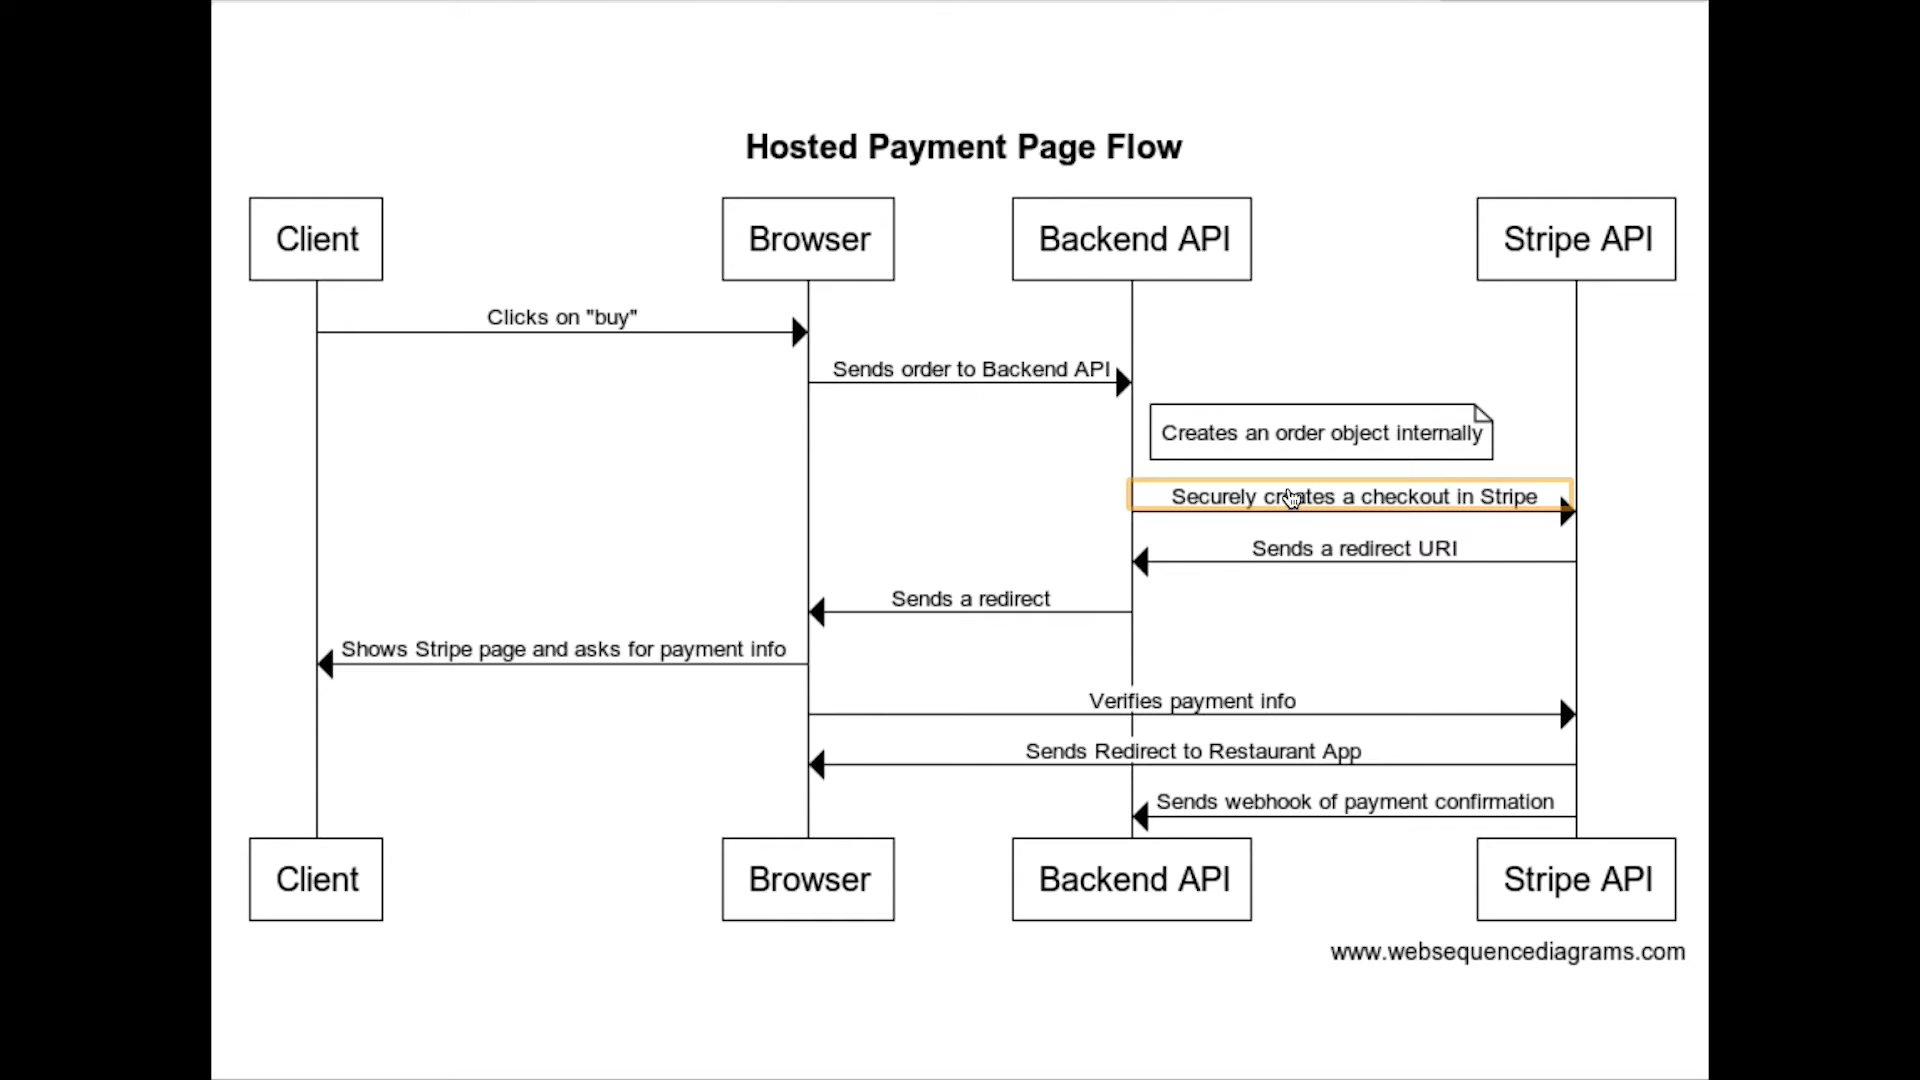 Hosted Payment Page Flow
Client
Browser
Backend API
Stripe API
Clicks on "buy"
Sends order to Backend API
Creates an order object internally
Securely creates a checkout in Stripe
Sends a redirect URI
Sends a redirect
Shows Stripe page and asks for payment info
Verifies payment info
Sends Redirect to Restaurant App
Sends webhook of payment confirmation
Client
Browser
Backend API
Stripe API
www.websequencediagrams.com